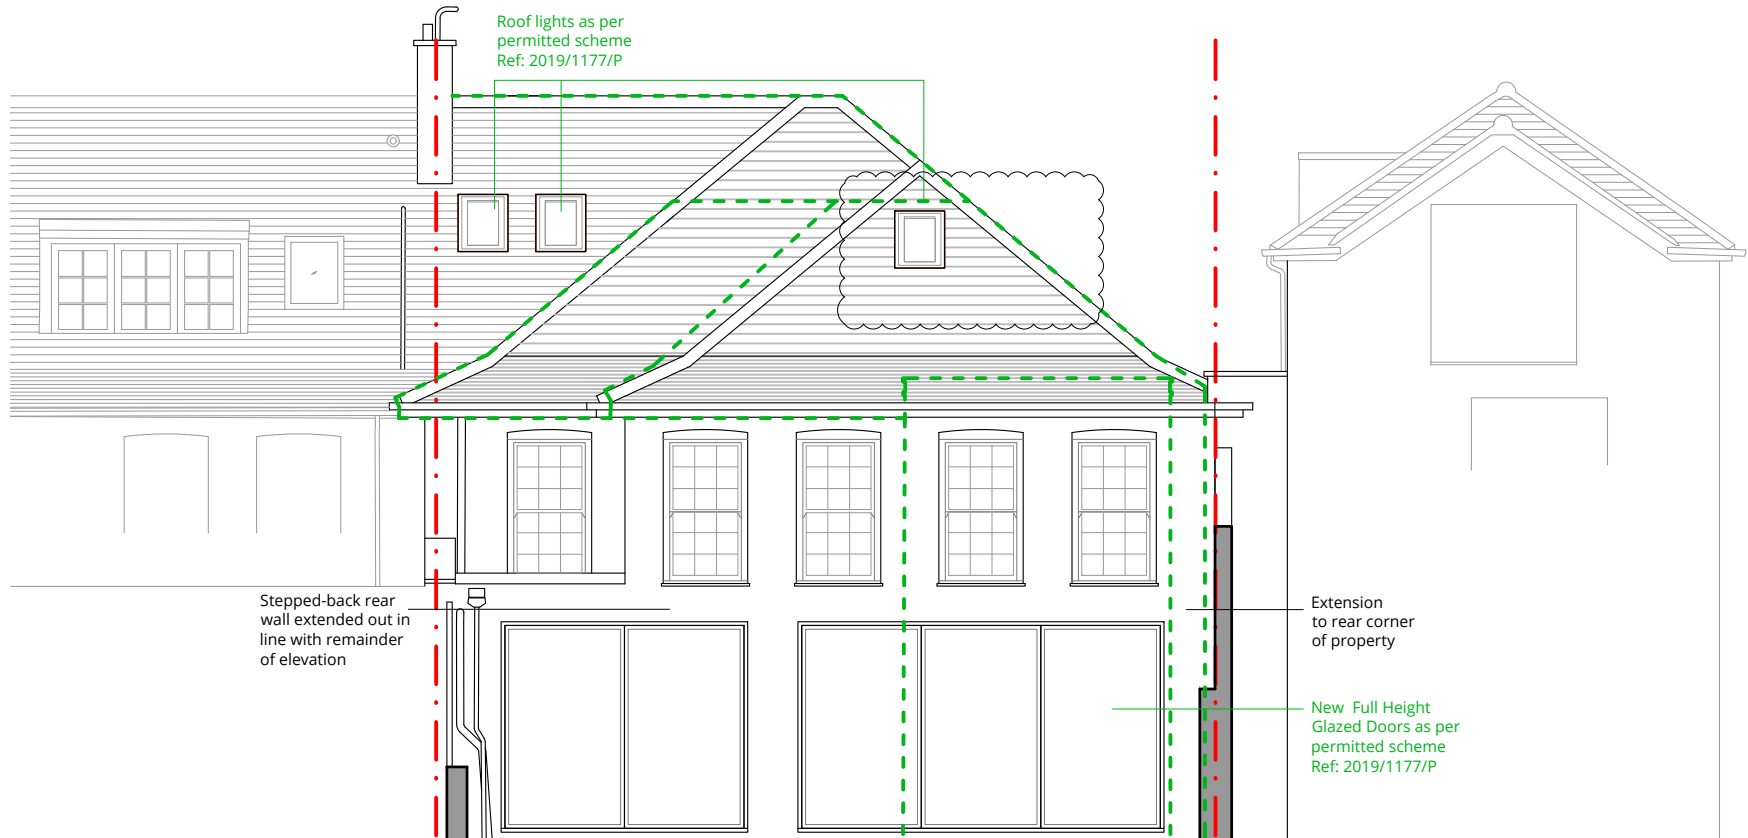 Roof lights as per
permitted scheme
Ref: 2019/1177/P
Stepped-back rear
wall extended out in
line with remainder
of elevation
Extension
to rear corner
of property
New Full Height
Glazed Doors as per
permitted scheme
Ref: 2019/1177/P